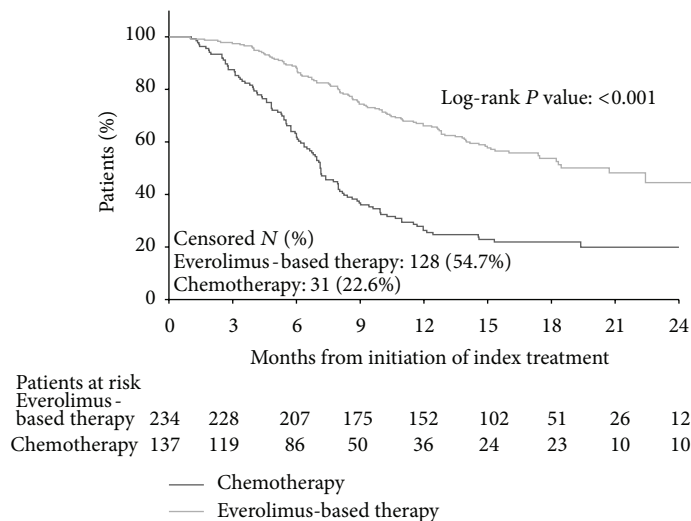 100
80
60
40
20
0
Patients (%)
Log-rank P value: <0.001
Censored N (%)
Everolimus-based therapy: 128 (54.7%)
Chemotherapy: 31 (22.6%)
0 3 6 9 12 15 18 21 24
Months from initiation of index treatment
Patients at risk
Everolimus-
based therapy 234 228 207 175 152 102 51 26 12
Chemotherapy 137 119 86 50 36 24 23 10 10
Chemotherapy
Everolimus-based therapy